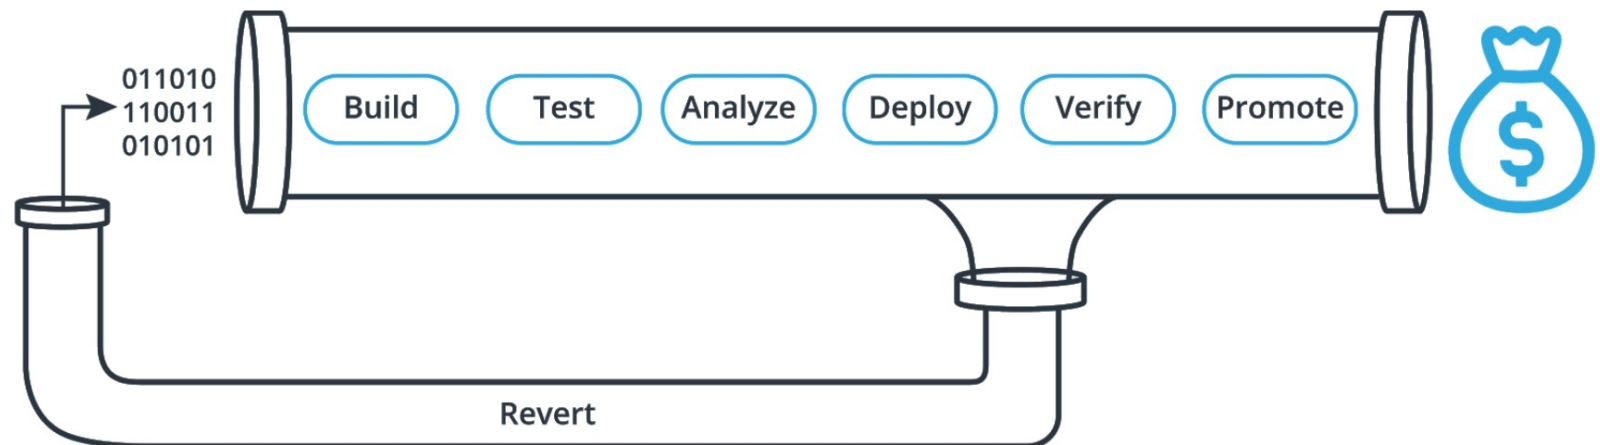 011010
110011
010101
Build
Test
Analyze
Deploy
Verify
Promote
$
Revert